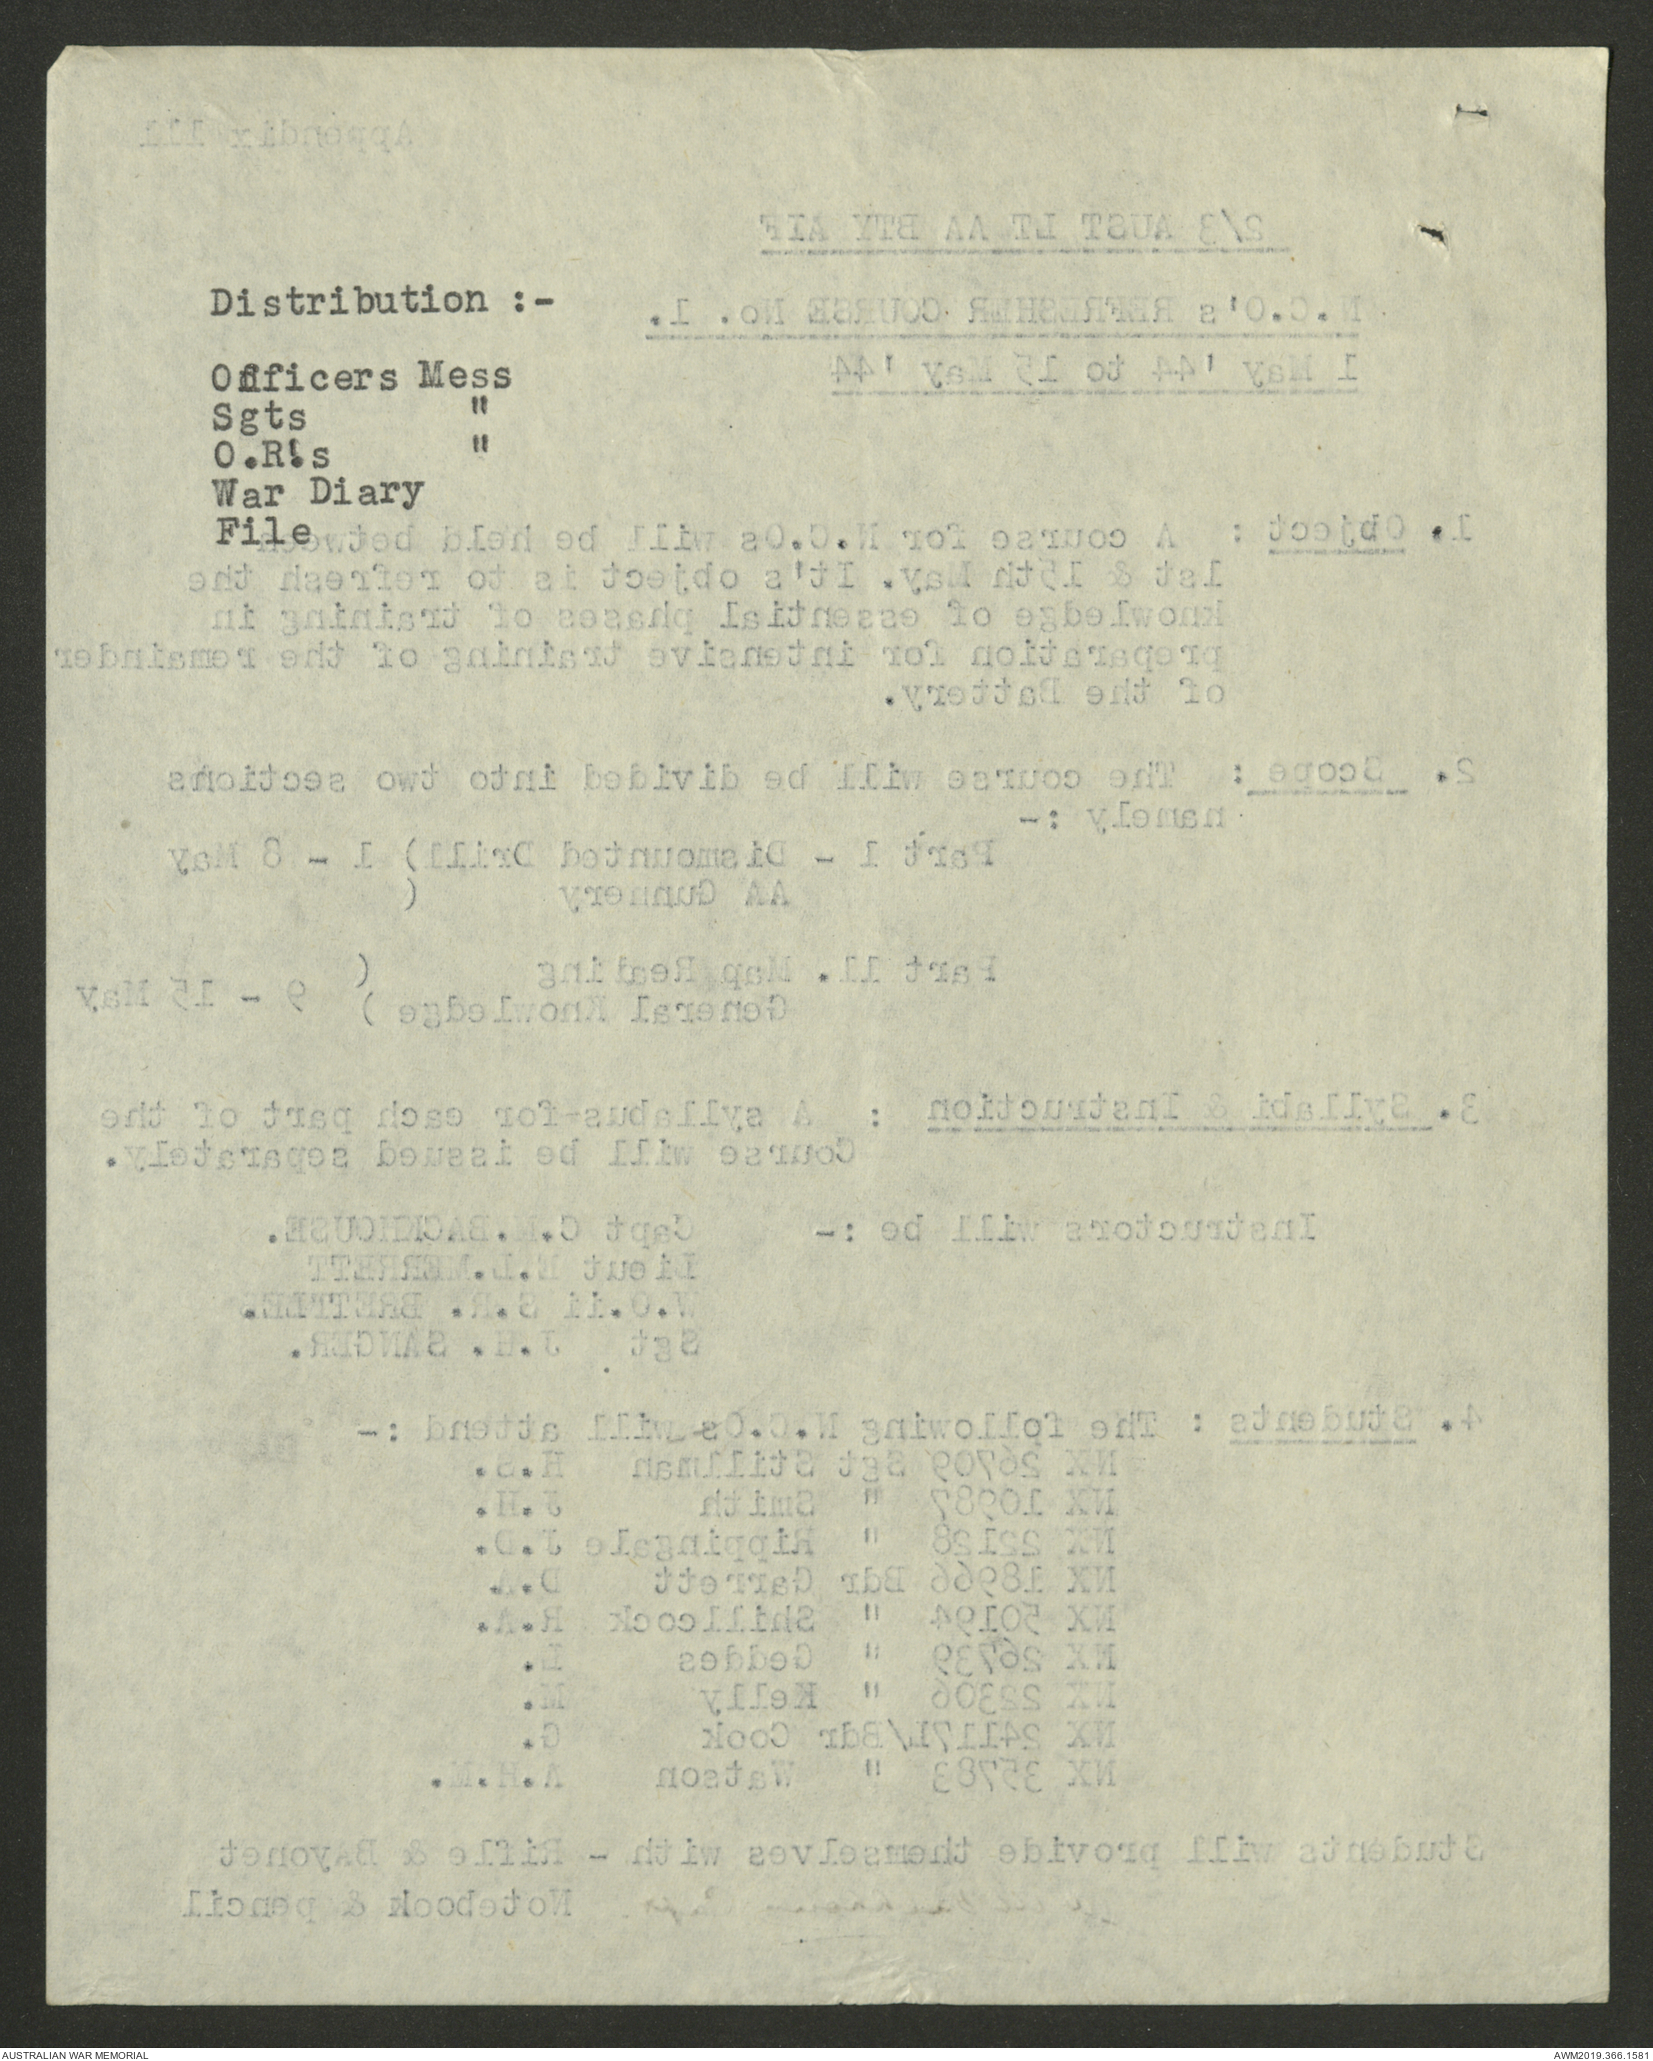 Distribution :-
Officers Mess
Sgts "
O.R's "
War Diary
File
Appendix 111
2/3 AUST LT AA BTY AIF
N.C.O's REFRESHER COURSE No. 1.
1 May '44 to 15 May '44
1. Object : A course for N.C.Os will be held between
1st & 15th May. It's object is to refresh the
knowledge of essential phases of training in
preparation for intensive training of the remainder
of the Battery.
2. Scope : The course will be divided into two sections
namely :-
Part 1 - Dismounted Drill) 1 - 8 May
AA Gunnery (
Part 11. Map Reading (
General Knowledge ) 9 - 15 May
3. Syllabi & Instruction : A syllabus for each part of the
Course will be issued separately.
Instructors will be :- Capt C.M.BACKHOUSE.
Lieut
W.O.ii S.R. BRETTLE.
Sgt J.H. SANGER.
4. Students : The following N.C.Os will attend :-
NX 26709 Sgt Stillman H.S.
NX 10987 " Smith J.H.
NX 22128 " Rippingale J.D.
NX 18966 Bdr Garrett D.A.
NX 50194 " Shillcock R.A.
NX 26739 " Geddes L.
NX 22306 " Kelly M.
NX 24117L/Bdr Cook G.
NX 35783 " Watson A.H.M.
Students will provide themselves with - Rifle & BAyonet
Notebook & pencil
AUSTRALIAN WAR MEMORIAL
AWM2019.366.1581